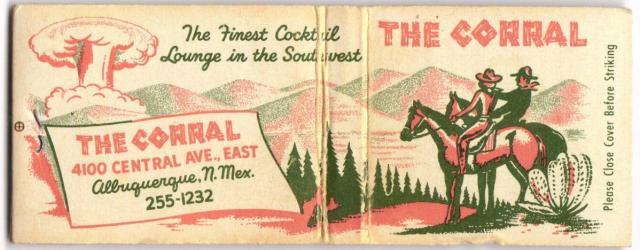 The Finest Cocktail
Lounge in the Southwest
THE CORRAL
4100 CENTRAL AVE., EAST
Albuquerque, N. Mex.
255-1232
THE CORRAL
Please Close Cover Before Striking